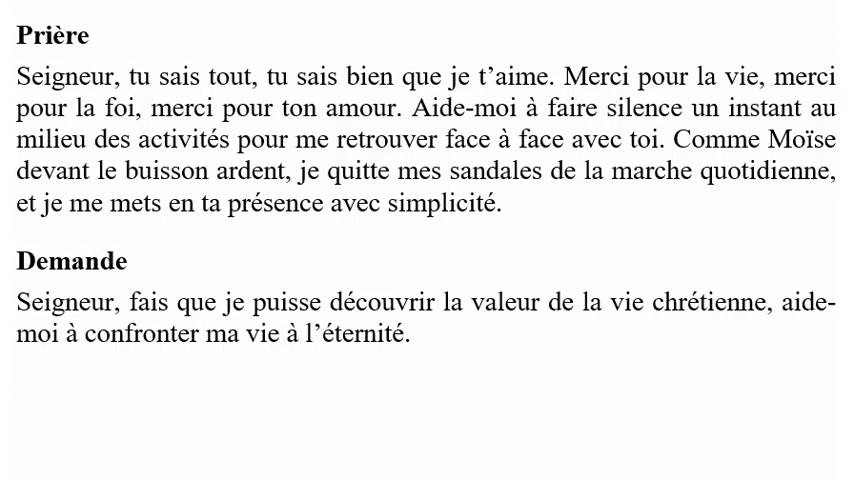 Prière
Seigneur, tu sais tout, tu sais bien que je t’aime. Merci pour la vie, merci
pour la foi, merci pour ton amour. Aide-moi à faire silence un instant au
milieu des activités pour me retrouver face à face avec toi. Comme Moïse
devant le buisson ardent, je quitte mes sandales de la marche quotidienne,
et je me mets en ta présence avec simplicité.
Demande
Seigneur, fais que je puisse découvrir la valeur de la vie chrétienne, aide-
moi à confronter ma vie à l’éternité.